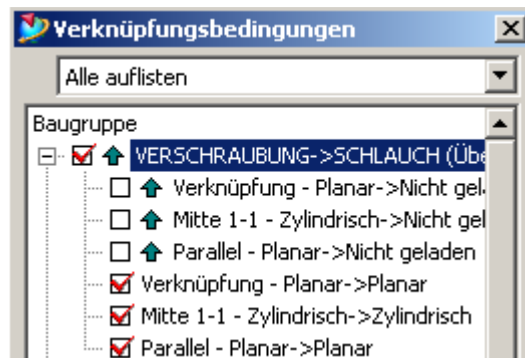 Verknüpfungsbedingungen
Alle auflisten
Baugruppe
VERSCHRAUBUNG->SCHLAUCH (Übe
Verknüpfung - Planar->Nicht gel
Mitte 1-1 - Zylindrisch->Nicht gel
Parallel - Planar->Nicht geladen
Verknüpfung - Planar->Planar
Mitte 1-1 - Zylindrisch->Zylindrisch
Parallel - Planar->Planar